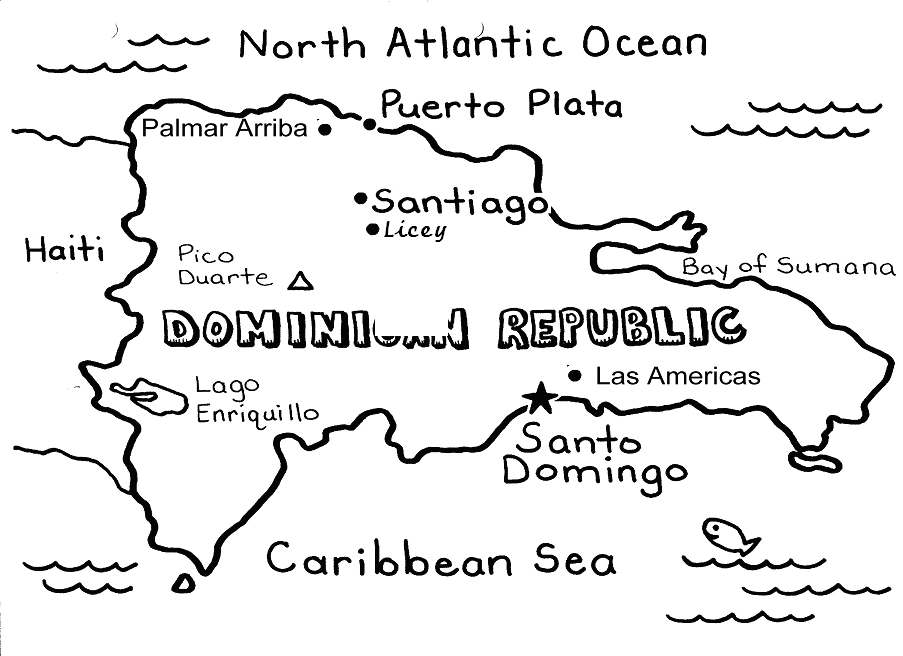 North Atlantic Ocean
Puerto Plata
Palmar Arriba
Santiago
Licey
Haiti
Pico
Duarte
Bay of Sumana
DOMINICAN REPUBLIC
Las Americas
Lago
Enriquillo
Santo
Domingo
Caribbean Sea